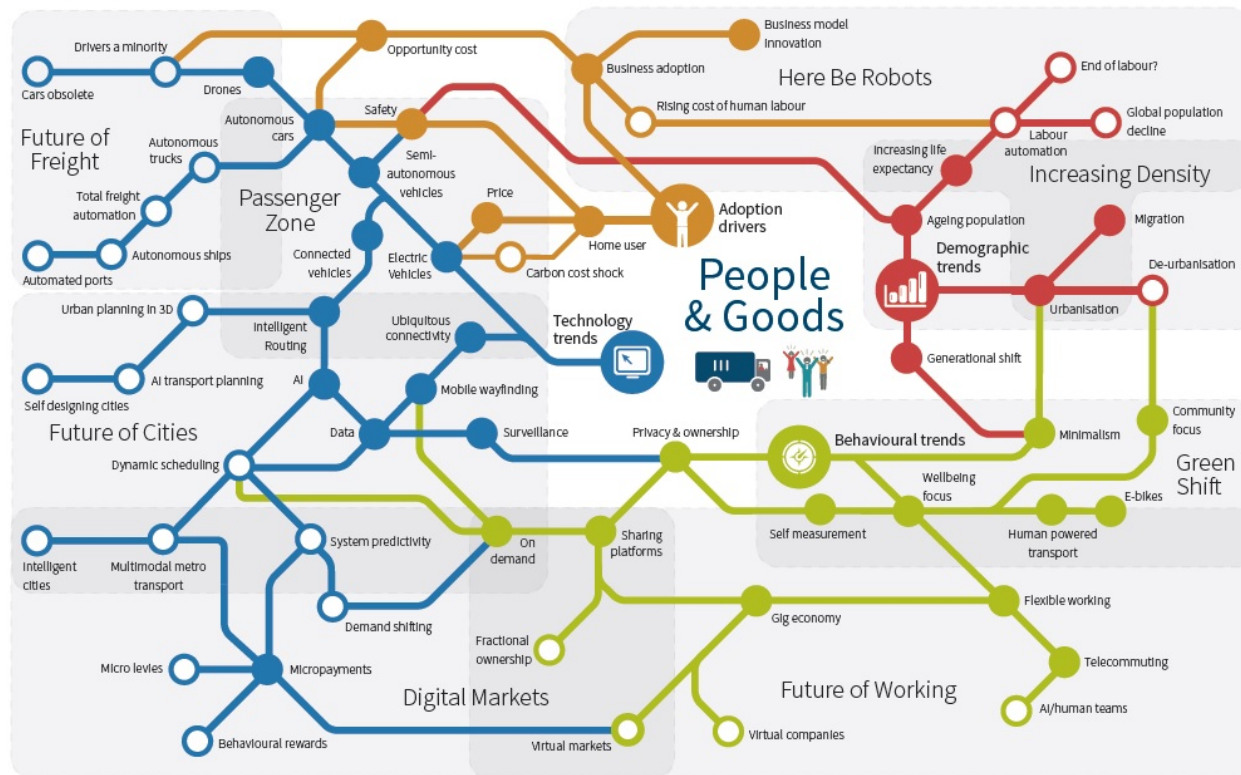 Drivers a minority
Cars obsolete
Drones
Opportunity cost
Business model
innovation
Business adoption
Here Be Robots
End of labour?
Rising cost of human labour
Global population
decline
Labour
automation
Future of
Freight
Autonomous
cars
Safety
Autonomous
trucks
Semi-
autonomous
vehicles
Increasing life
expectancy
Increasing Density
Passenger
Zone
Total freight
automation
Price
Adoption
drivers
Ageing population
Migration
Autonomous ships
Automated ports
Connected
vehicles
Electric
Vehicles
Home user
Carbon cost shock
Demographic
trends
De-urbanisation
People
& Goods
Urbanisation
Urban planning in 3D
Intelligent
Routing
Ubiquitous
connectivity
Technology
trends
Generational shift
AI transport planning
Self designing cities
AI
Mobile wayfinding
Future of Cities
Data
Surveillance
Privacy & ownership
Behavioural trends
Minimalism
Community
focus
Green
Shift
Dynamic scheduling
Wellbeing
focus
E-bikes
Self measurement
Human powered
transport
Intelligent
cities
Multimodal metro
transport
System predictivity
On
demand
Sharing
platforms
Demand shifting
Gig economy
Flexible working
Fractional
ownership
Micro levies
Micropayments
Telecommuting
Digital Markets
Future of Working
AI/human teams
Behavioural rewards
Virtual markets
Virtual companies